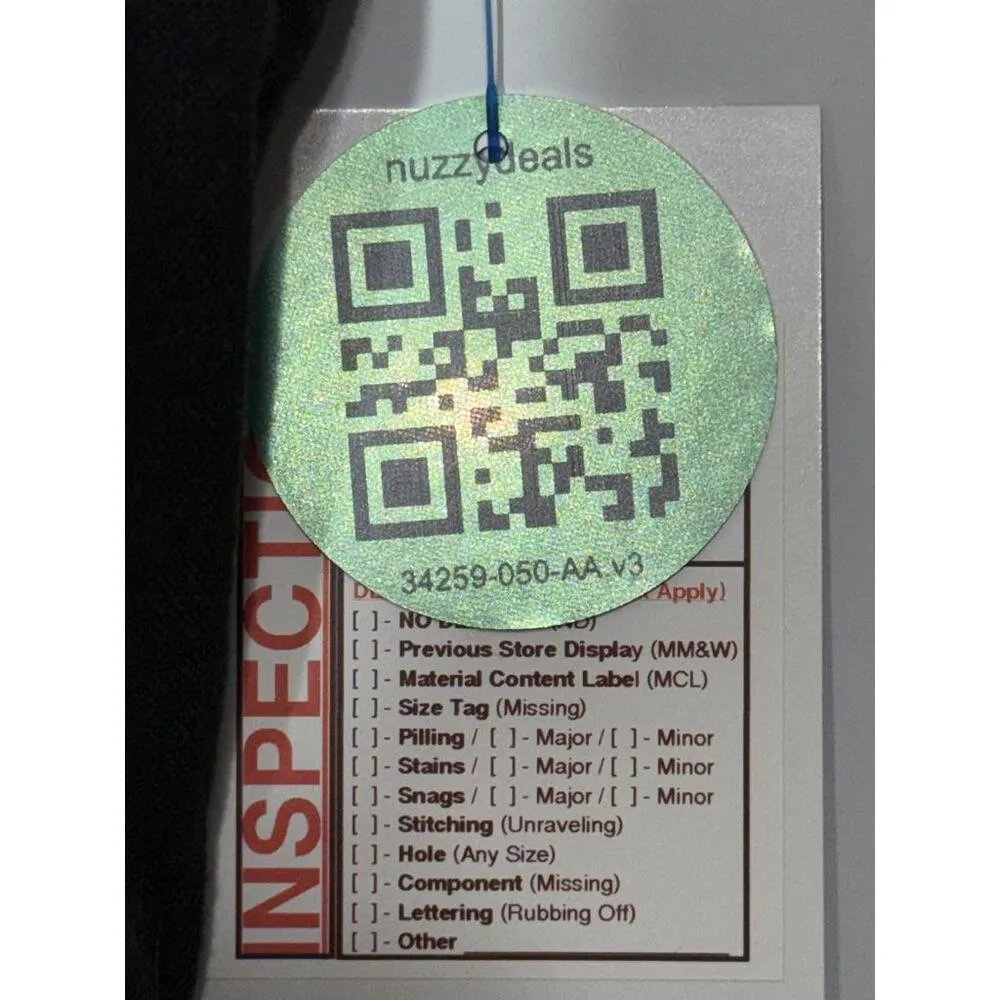 nuzzydeals
34259-050-AA v3
INSPECTI
Apply)
[ ] - NO
[ ] - Previous Store Display (MM&W)
[ ] - Material Content Label (MCL)
[ ] - Size Tag (Missing)
[ ] - Pilling / [ ] - Major / [ ] - Minor
[ ] - Stains / [ ] - Major / [ ] - Minor
[ ] - Snags / [ ] - Major / [ ] - Minor
[ ] - Stitching (Unraveling)
[ ] - Hole (Any Size)
[ ] - Component (Missing)
[ ] - Lettering (Rubbing Off)
[ ] - Other